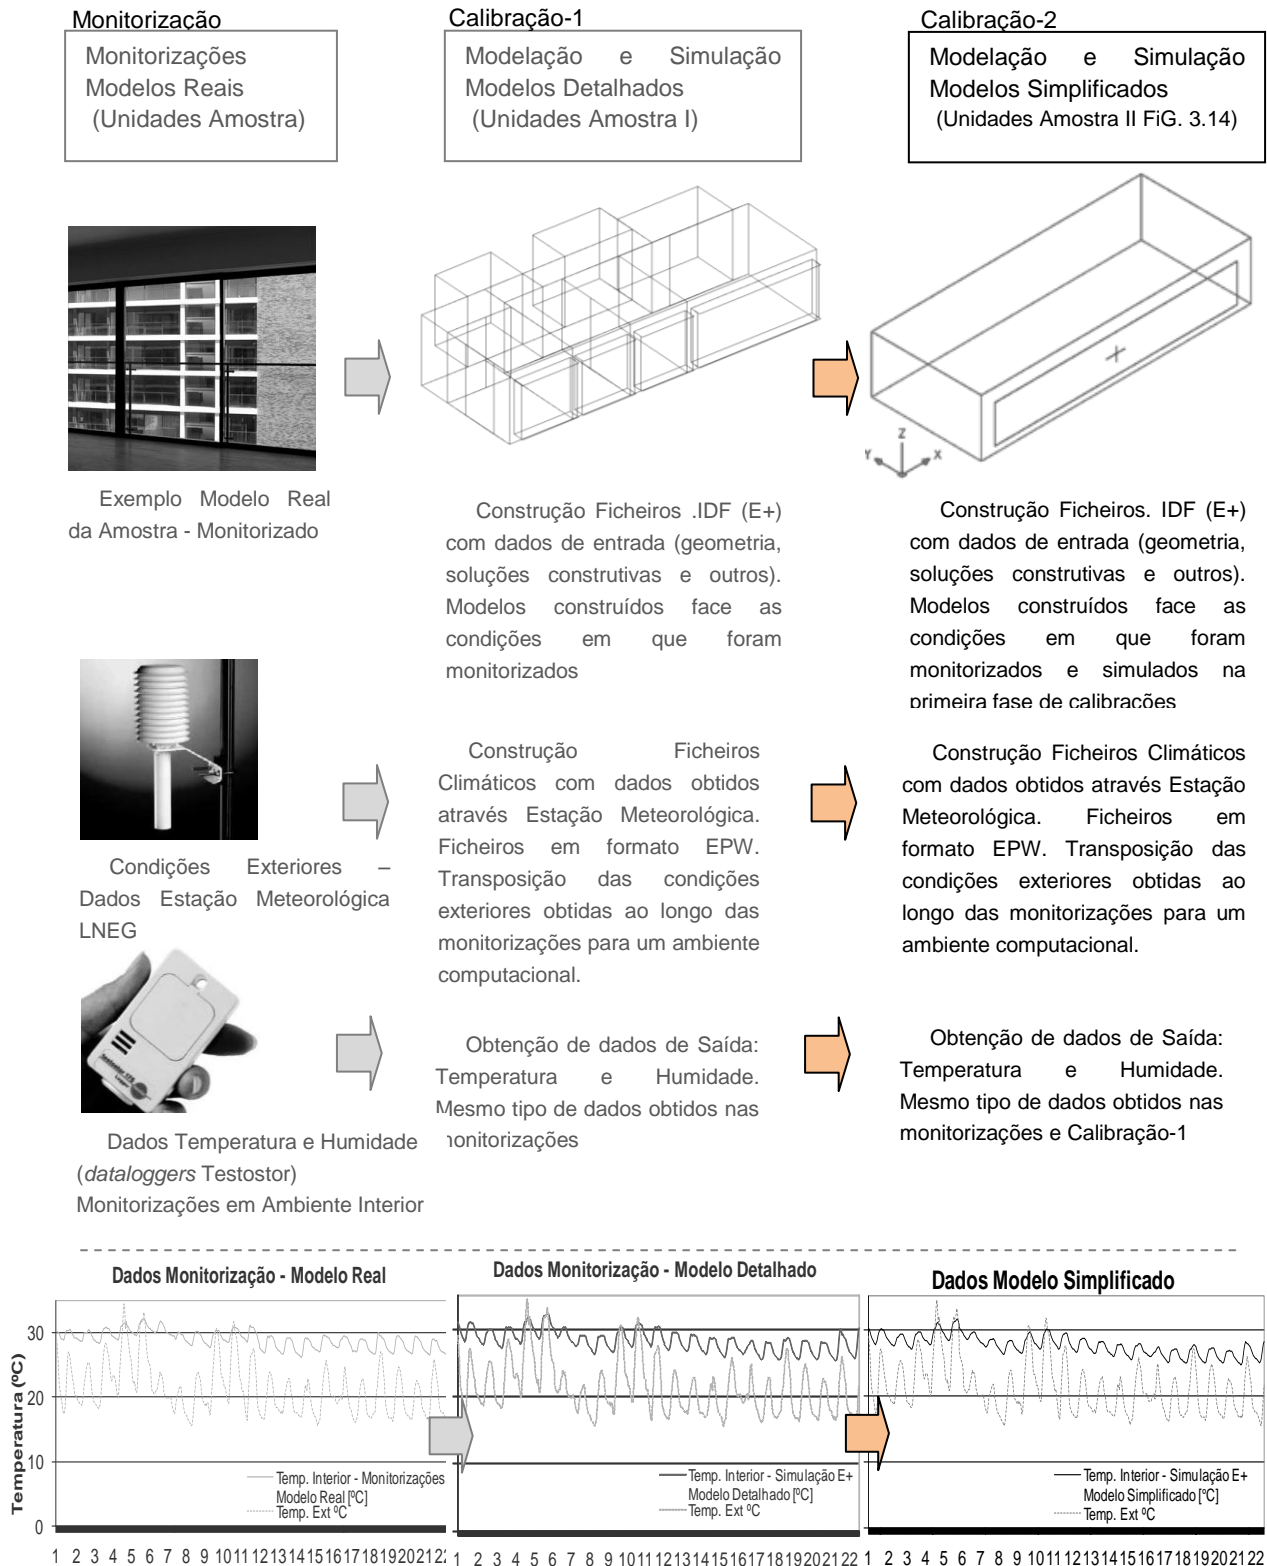 Monitorização
Monitorizações
Modelos Reais
(Unidades Amostra)
Calibração-1
Modelação e Simulação
Modelos Detalhados
(Unidades Amostra I)
Calibração-2
Modelação e Simulação
Modelos Simplificados
(Unidades Amostra II FiG. 3.14)
Z
Y
X
Exemplo Modelo Real
da Amostra - Monitorizado
Construção Ficheiros .IDF (E+)
com dados de entrada (geometria,
soluções construtivas e outros).
Modelos construídos face as
condições em que foram
monitorizados
Construção Ficheiros. IDF (E+)
com dados de entrada (geometria,
soluções construtivas e outros).
Modelos construídos face as
condições em que foram
monitorizados e simulados na
primeira fase de calibrações
Condições Exteriores –
Dados Estação Meteorológica
LNEG
Construção Ficheiros
Climáticos com dados obtidos
através Estação Meteorológica.
Ficheiros em formato EPW.
Transposição das condições
exteriores obtidas ao longo das
monitorizações para um ambiente
computacional.
Construção Ficheiros Climáticos
com dados obtidos através Estação
Meteorológica. Ficheiros em
formato EPW. Transposição das
condições exteriores obtidas ao
longo das monitorizações para um
ambiente computacional.
Dados Temperatura e Humidade
(dataloggers Testostor)
Monitorizações em Ambiente Interior
Obtenção de dados de Saída:
Temperatura e Humidade.
Mesmo tipo de dados obtidos nas
monitorizações
Obtenção de dados de Saída:
Temperatura e Humidade.
Mesmo tipo de dados obtidos nas
monitorizações e Calibração-1
Dados Monitorização - Modelo Real
Temperatura (ºC)
30
20
10
0
Temp. Interior - Monitorizações
Modelo Real [ºC]
Temp. Ext ºC
1 2 3 4 5 6 7 8 9 10 11 12 13 14 15 16 17 18 19 20 21 22
Dados Monitorização - Modelo Detalhado
Temp. Interior - Simulação E+
Modelo Detalhado [ºC]
Temp. Ext ºC
1 2 3 4 5 6 7 8 9 10 11 12 13 14 15 16 17 18 19 20 21 22
Dados Modelo Simplificado
Temp. Interior - Simulação E+
Modelo Simplificado [ºC]
Temp. Ext ºC
1 2 3 4 5 6 7 8 9 10 11 12 13 14 15 16 17 18 19 20 21 22